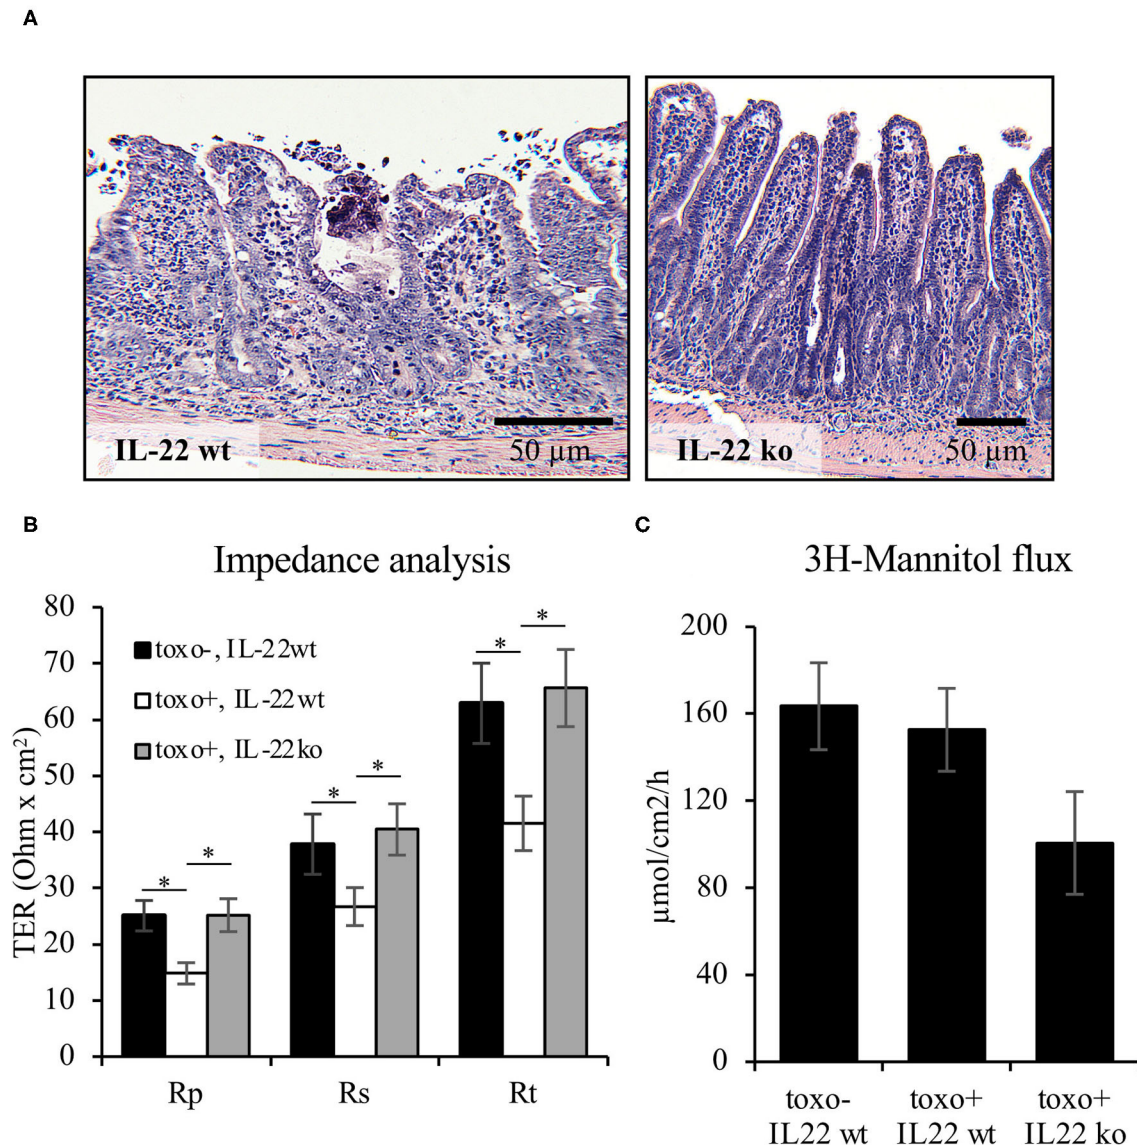 A
IL-22 wt
50 µm
IL-22 ko
50 µm
B
Impedance analysis
TER (Ohm x cm²)
80
70
60
50
40
30
20
10
0
toxo-, IL-22wt
toxo+, IL-22wt
toxo+, IL-22ko
*
*
*
*
*
*
Rp
Rs
Rt
C
3H-Mannitol flux
µmol/cm2/h
200
160
120
80
40
0
toxo-
IL22 wt
toxo+
IL22 wt
toxo+
IL22 ko